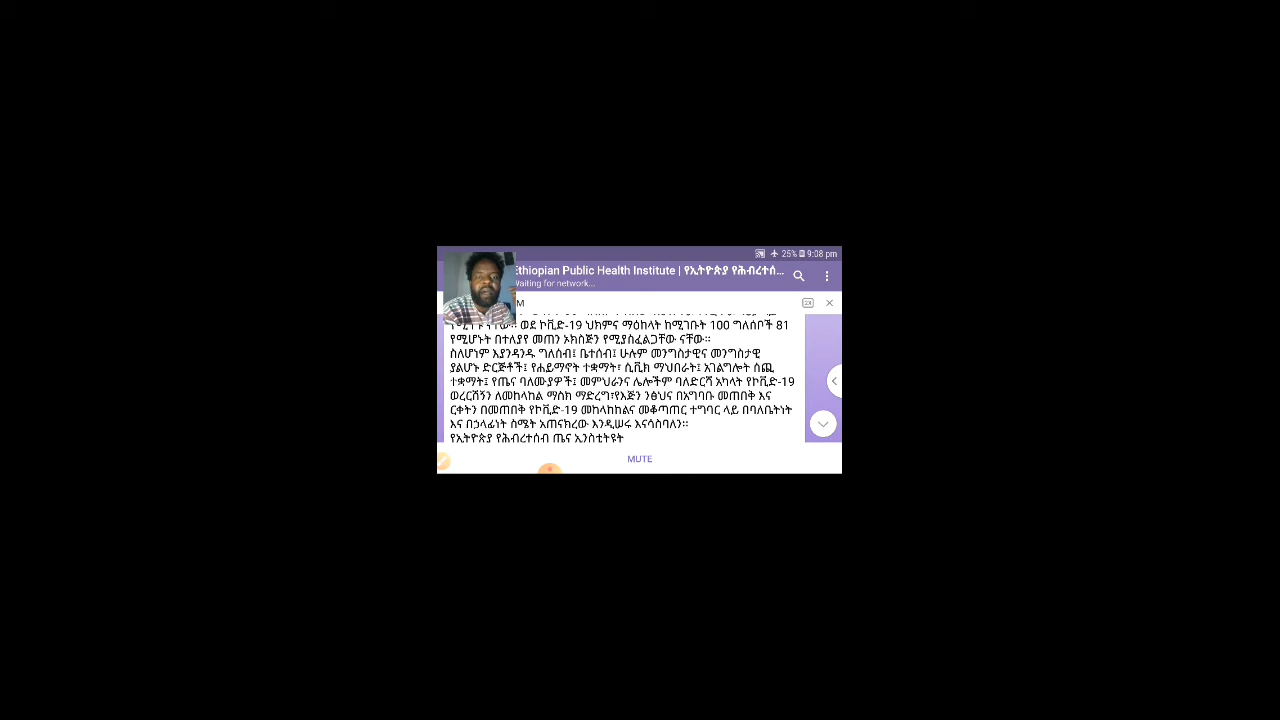 25% 9:08 pm
Ethiopian Public Health Institute | የኢትዮጵያ የሕብረተሰ...
Waiting for network...
M
2X
ወደ ኮቪድ-19 ህክምና ማዕከላት ከሚገቡት 100 ግለሰቦች 81
የሚሆኑት በተለያየ መጠን ኦክስጅን የሚያስፈልጋቸው ናቸው።
ስለሆነም እያንዳንዱ ግለሰብ፤ ቤተሰብ፤ ሁሉም መንግስታዊና መንግስታዊ
ያልሆኑ ድርጅቶች፤ የሐይማኖት ተቋማት፣ ሲቪክ ማህበራት፤ አገልግሎት ሰጪ
ተቋማት፤ የጤና ባለሙያዎች፤ መምህራንና ሌሎችም ባለድርሻ አካላት የኮቪድ-19
ወረርሽኝን ለመከላከል ማስክ ማድረግ፣የእጅን ንፅህና በአግባቡ መጠበቅ እና
ርቀትን በመጠበቅ የኮቪድ-19 መከላከከልና መቆጣጠር ተግባር ላይ በባለቤትነት
እና በኃላፊነት ስሜት አጠናክረው እንዲሠሩ እናሳስባለን።
የኢትዮጵያ የሕብረተሰብ ጤና ኢንስቲትዩት
MUTE